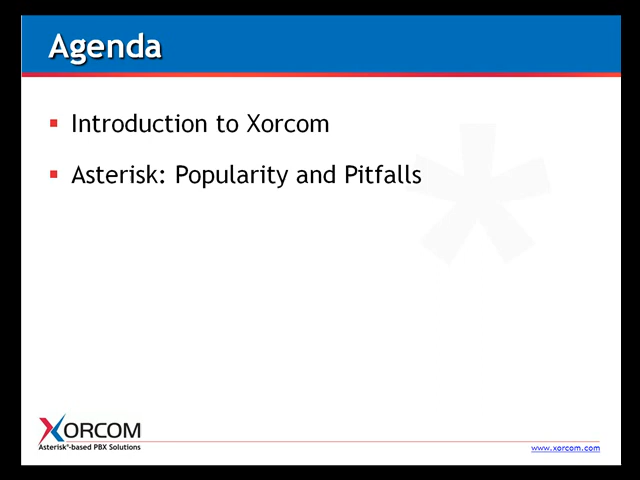 Agenda
Introduction to Xorcom
Asterisk: Popularity and Pitfalls
XORCOM
Asterisk®-based PBX Solutions
www.xorcom.com